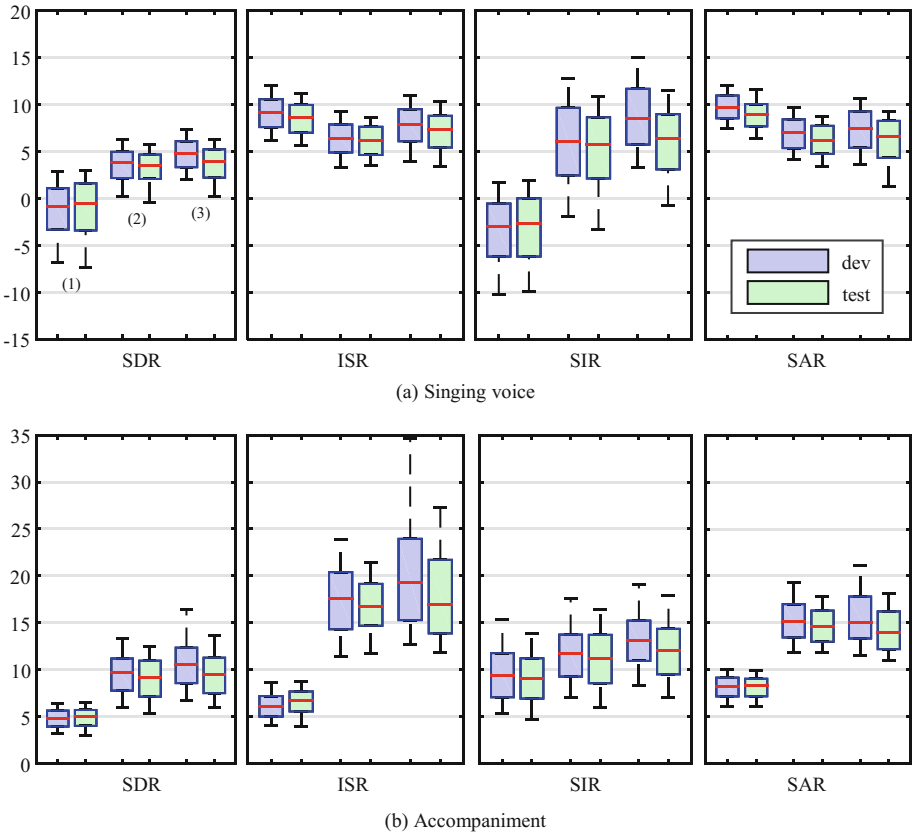 20
15
10
5
0
-5
-10
-15
(1)
(2)
(3)
dev
test
SDR
ISR
SIR
SAR
(a) Singing voice
35
30
25
20
15
10
5
0
SDR
ISR
SIR
SAR
(b) Accompaniment